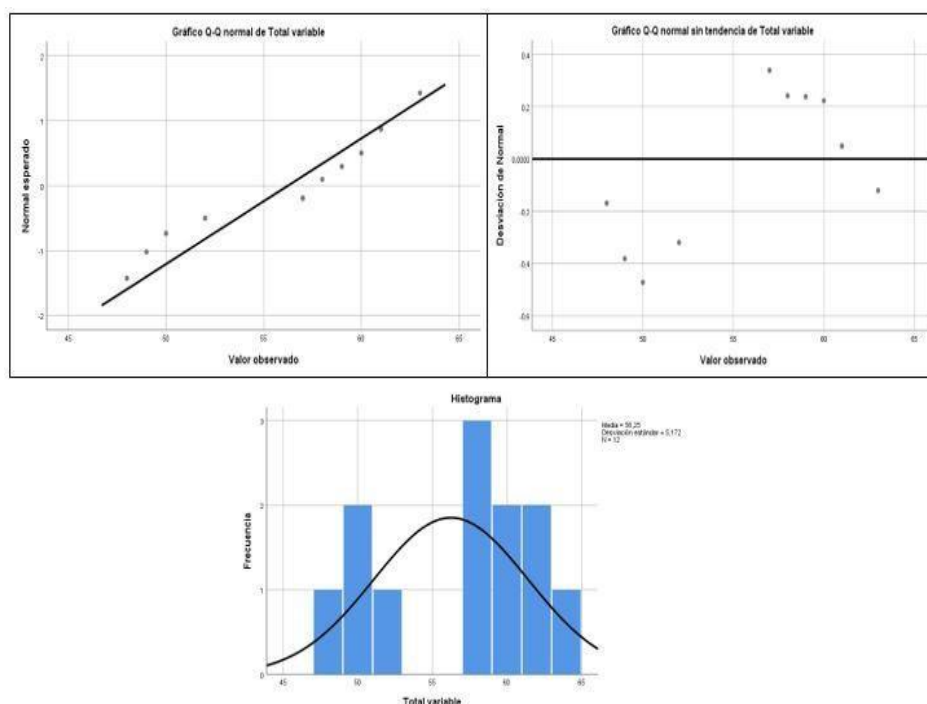 Gráfico Q-Q normal de Total variable
2
1
0
-1
-2
Normal esperado
45
50
55
60
65
Valor observado
Gráfico Q-Q normal sin tendencia de Total variable
0,4
0,2
0,0000
-0,2
-0,4
-0,6
Desviación de Normal
45
50
55
60
65
Valor observado
Histograma
3
2
1
0
Frecuencia
45
50
55
60
65
Total variable
Media = 56,25
Desviación estándar = 5,172
N = 12